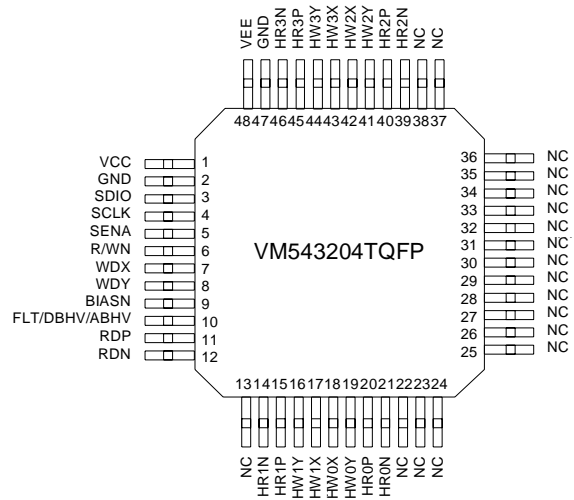 VEE
GND
HR3N
HR3P
HW3Y
HW3X
HW2X
HW2Y
HR2P
HR2N
NC
NC
48 47 46 45 44 43 42 41 40 39 38 37
VCC 1
GND 2
SDIO 3
SCLK 4
SENA 5
R/WN 6
WDX 7
WDY 8
BIASN 9
FLT/DBHV/ABHV 10
RDP 11
RDN 12
VM543204TQFP
36 NC
35 NC
34 NC
33 NC
32 NC
31 NC
30 NC
29 NC
28 NC
27 NC
26 NC
25 NC
13 14 15 16 17 18 19 20 21 22 23 24
NC
HR1N
HR1P
HW1Y
HW1X
HW0X
HW0Y
HR0P
HR0N
NC
NC
NC